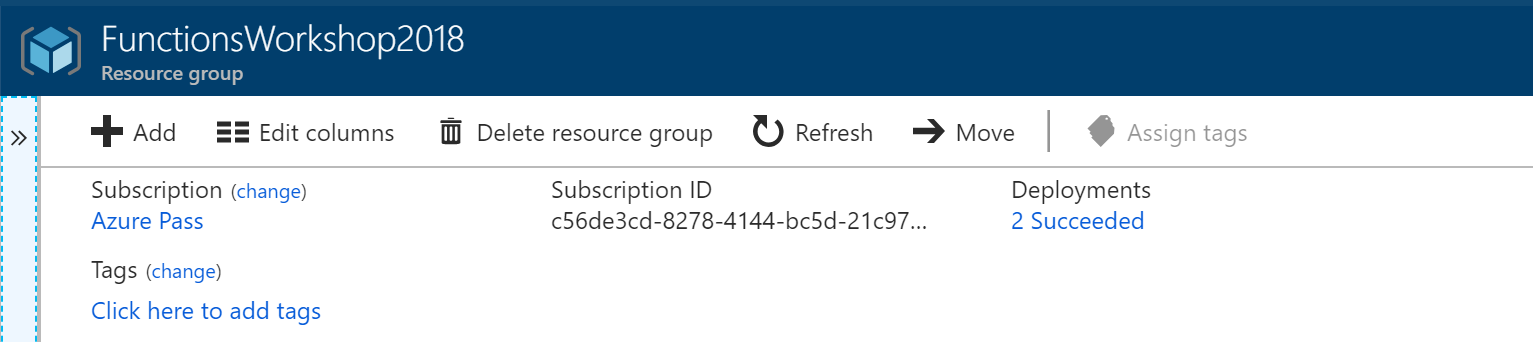 FunctionsWorkshop2018
Resource group
» Add Edit columns Delete resource group Refresh Move Assign tags
Subscription (change) Subscription ID Deployments
Azure Pass c56de3cd-8278-4144-bc5d-21c97... 2 Succeeded
Tags (change)
Click here to add tags